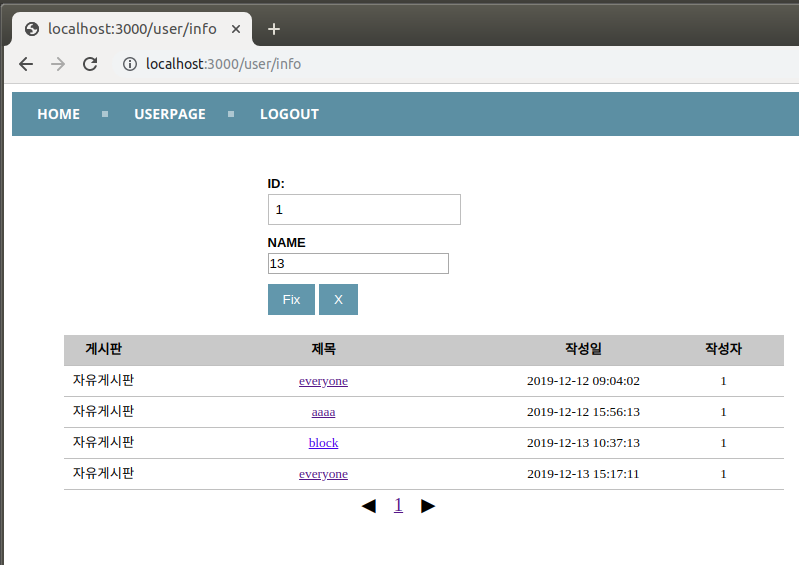 localhost:3000/user/info
localhost:3000/user/info
HOME USERPAGE LOGOUT
ID:
1
NAME
13
Fix X
게시판 제목 작성일 작성자
자유게시판 everyone 2019-12-12 09:04:02 1
자유게시판 aaaa 2019-12-12 15:56:13 1
자유게시판 block 2019-12-13 10:37:13 1
자유게시판 everyone 2019-12-13 15:17:11 1
◀ 1 ▶